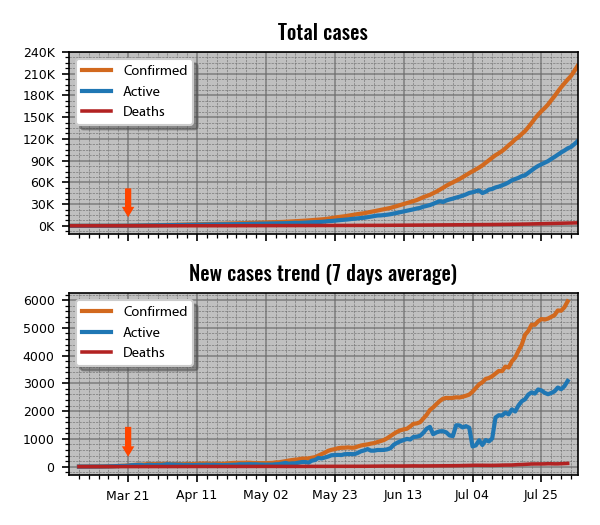 Total cases
240K
210K
180K
150K
120K
90K
60K
30K
0K
Confirmed
Active
Deaths
New cases trend (7 days average)
6000
5000
4000
3000
2000
1000
0
Confirmed
Active
Deaths
Mar 21 Apr 11 May 02 May 23 Jun 13 Jul 04 Jul 25